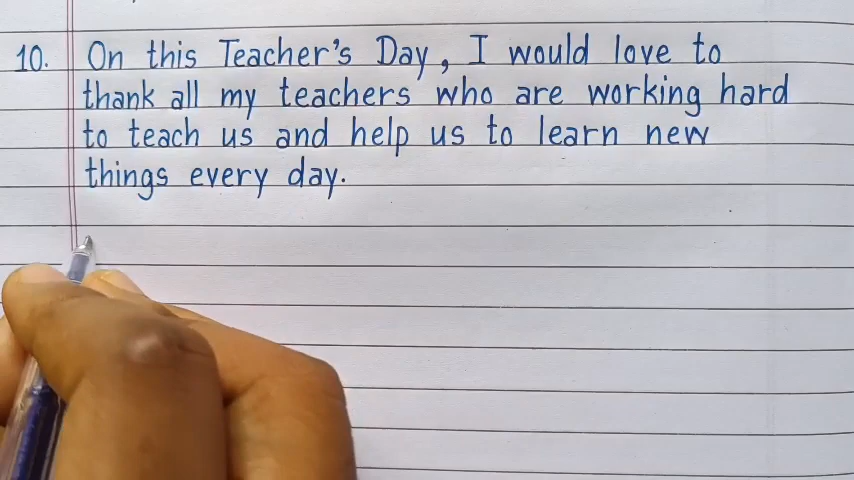 10. On this Teacher's Day, I would love to
thank all my teachers who are working hard
to teach us and help us to learn new
things every day.